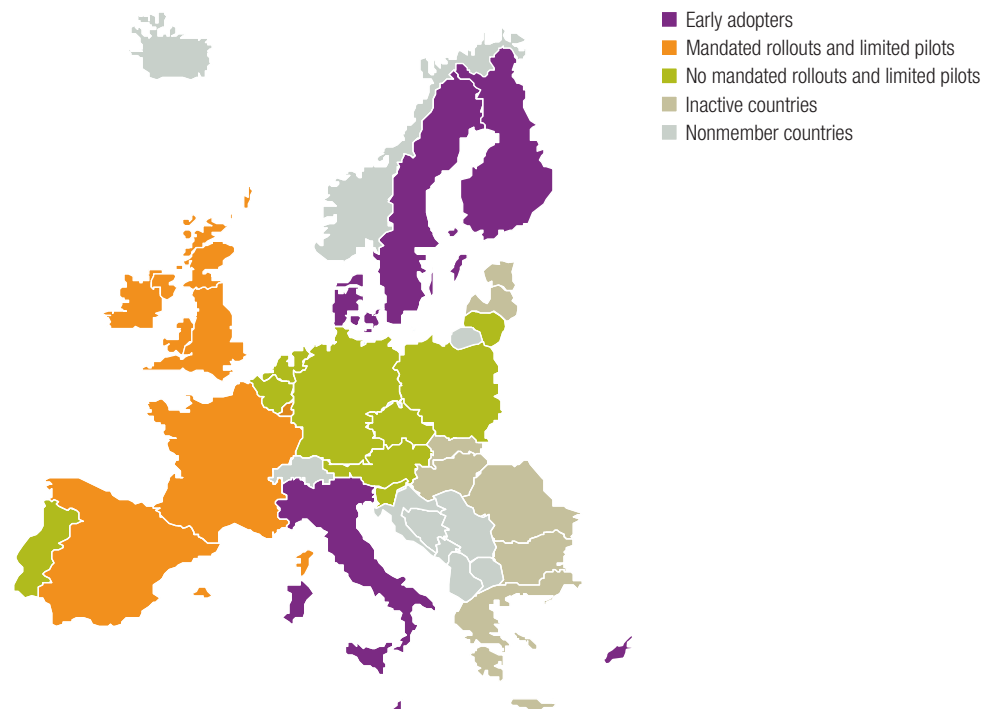 Early adopters
Mandated rollouts and limited pilots
No mandated rollouts and limited pilots
Inactive countries
Nonmember countries